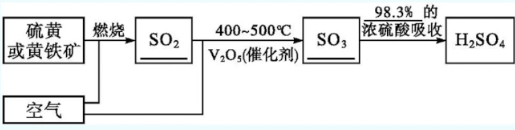 硫黄
或黄铁矿
燃烧
SO₂
400~500℃
V₂O₅(催化剂)
SO₃
98.3% 的
浓硫酸吸收
H₂SO₄
空气